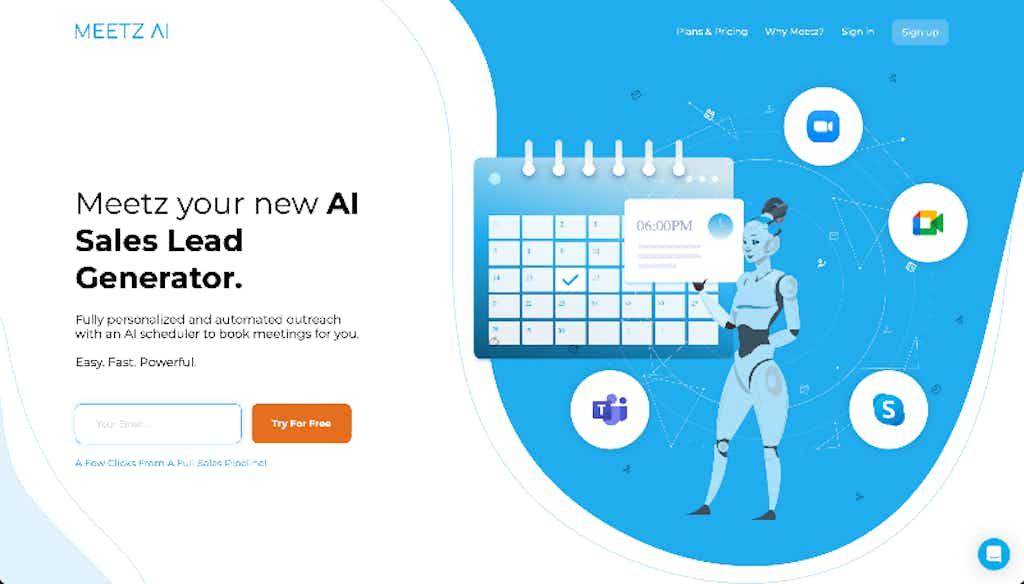 MEETZ AI
Plans & Pricing Why Meetz? Sign in Sign up
Meetz your new AI
Sales Lead
Generator.
Fully personalized and automated outreach
with an AI scheduler to book meetings for you.
Easy. Fast. Powerful.
Your Email...
Try For Free
A Few Clicks From A Full Sales Pipeline!
06:00PM
T
S